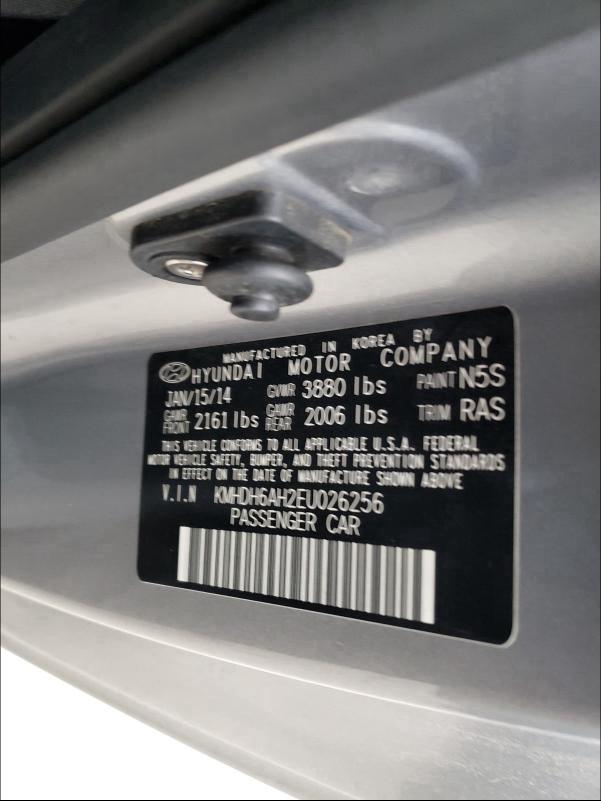 MANUFACTURED IN KOREA BY
HYUNDAI MOTOR COMPANY
JAN/15/14 GVWR 3880 lbs PAINT N5S
GAWR FRONT 2161 lbs GAWR REAR 2006 lbs TRIM RAS
THIS VEHICLE CONFORMS TO ALL APPLICABLE U.S.A. FEDERAL
MOTOR VEHICLE SAFETY, BUMPER, AND THEFT PREVENTION STANDARDS
IN EFFECT ON THE DATE OF MANUFACTURE SHOWN ABOVE
V.I.N KMHDH6AH2EU026256
PASSENGER CAR